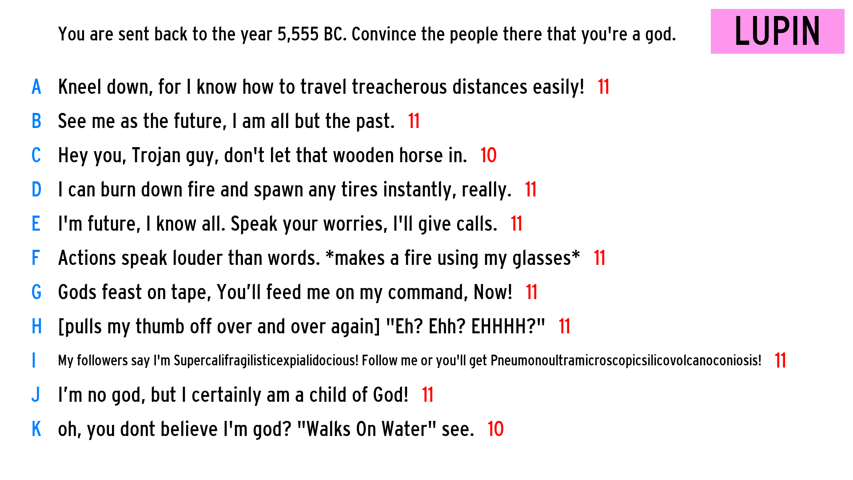 You are sent back to the year 5,555 BC. Convince the people there that you're a god.
LUPIN
A Kneel down, for I know how to travel treacherous distances easily! 11
B See me as the future, I am all but the past. 11
C Hey you, Trojan guy, don't let that wooden horse in. 10
D I can burn down fire and spawn any tires instantly, really. 11
E I'm future, I know all. Speak your worries, I'll give calls. 11
F Actions speak louder than words. *makes a fire using my glasses* 11
G Gods feast on tape, You’ll feed me on my command, Now! 11
H [pulls my thumb off over and over again] "Eh? Ehh? EHHHH?" 11
I My followers say I'm Supercalifragilisticexpialidocious! Follow me or you'll get Pneumonoultramicroscopicsilicovolcanoconiosis! 11
J I’m no god, but I certainly am a child of God! 11
K oh, you dont believe I'm god? "Walks On Water" see. 10